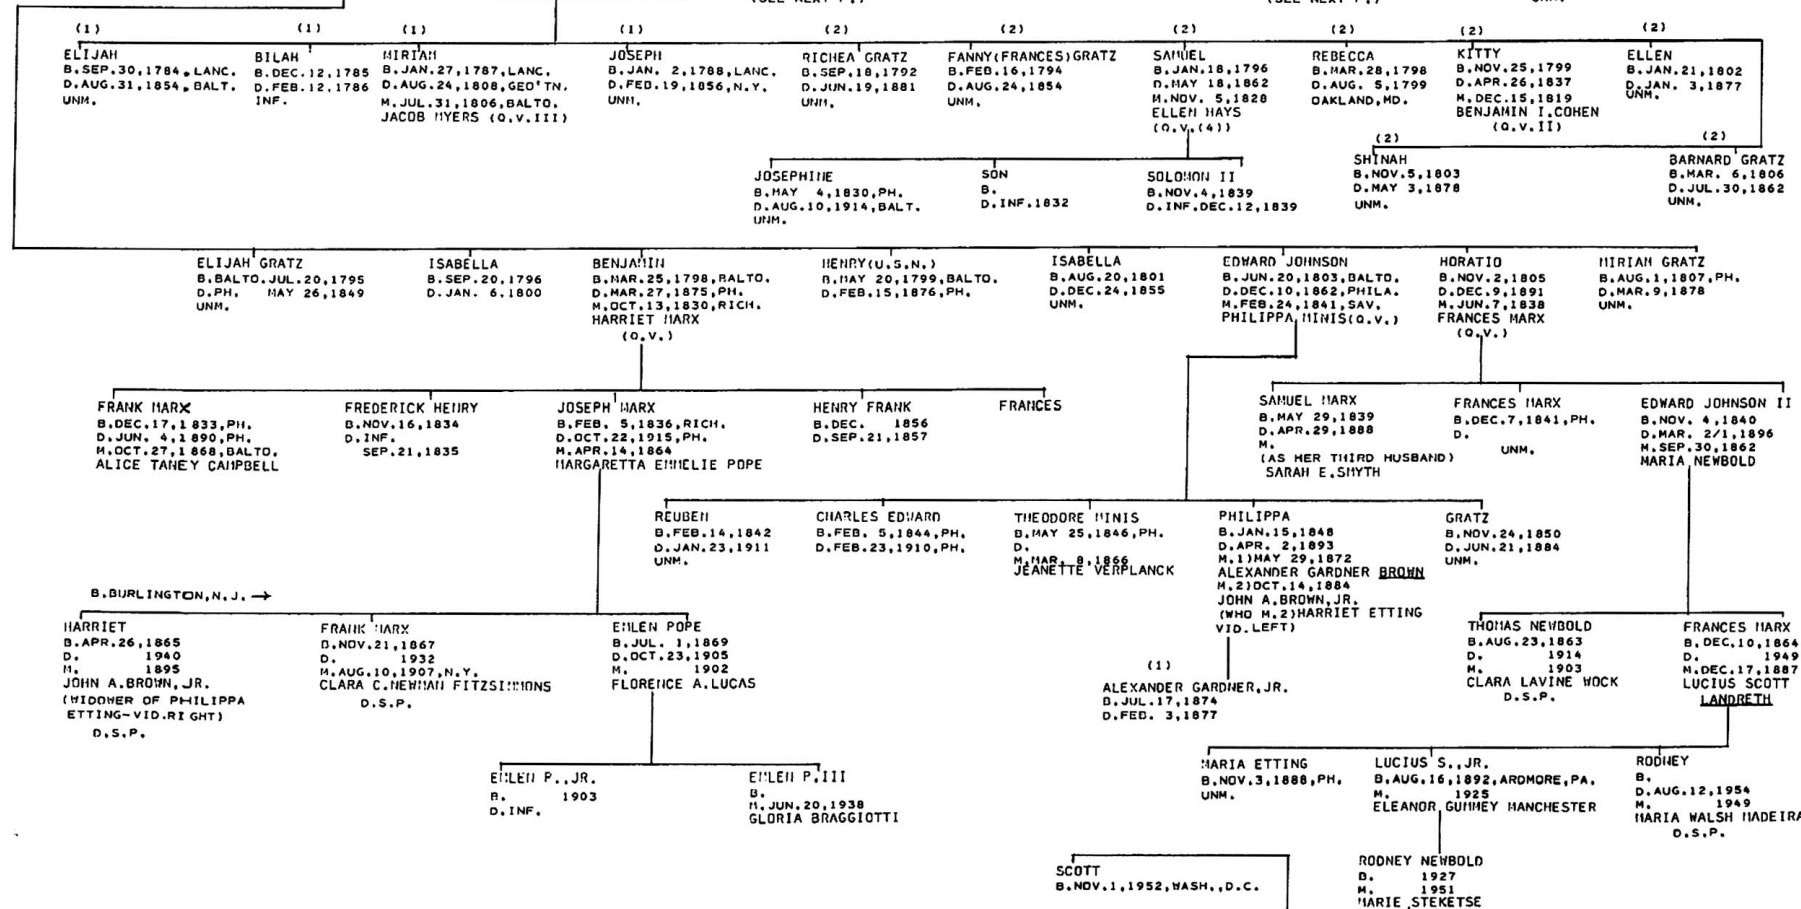 (SEE NEXT P.)
(SEE NEXT P.)
UNM.
(1)
ELIJAH
B.SEP.30,1784,LANC.
D.AUG.31,1854,BALT.
UNM.
(1)
BILAH
B.DEC.12,1785
D.FEB.12,1786
INF.
(1)
MIRIAM
B.JAN.27,1787,LANC.
D.AUG.24,1808,GEO'TN.
M.JUL.31,1806,BALTO.
JACOB MYERS (Q.V.III)
(1)
JOSEPH
B.JAN. 2,1788,LANC.
D.FEB.19,1856,N.Y.
UNM.
(2)
RICHEA GRATZ
B.SEP.18,1792
D.JUN.19,1881
UNM.
(2)
FANNY(FRANCES)GRATZ
B.FEB.16,1794
D.AUG.24,1854
UNM.
(2)
SAMUEL
B.JAN.18,1796
D.MAY 18,1862
M.NOV. 5,1828
ELLEN HAYS
(Q.V.(4))
(2)
REBECCA
B.MAR.28,1798
D.AUG. 5,1799
OAKLAND,MD.
(2)
KITTY
B.NOV.25,1799
D.APR.26,1837
M.DEC.15,1819
BENJAMIN I.COHEN
(Q.V.II)
(2)
ELLEN
B.JAN.21,1802
D.JAN. 3,1877
UNM.
(2)
SHINAH
B.NOV.5,1803
D.MAY 3,1878
UNM.
(2)
BARNARD GRATZ
B.MAR. 6,1806
D.JUL.30,1862
UNM.
JOSEPHINE
B.MAY 4,1830,PH.
D.AUG.10,1914,BALT.
UNM.
SON
B.
D.INF.1832
SOLOMON II
B.NOV.4,1839
D.INF.DEC.12,1839
ELIJAH GRATZ
B.BALTO.JUL.20,1795
D.PH. MAY 26,1849
UNM.
ISABELLA
B.SEP.20,1796
D.JAN. 6,1800
BENJAMIN
B.MAR.25,1798,BALTO.
D.MAR.27,1875,PH.
M.OCT.13,1830,RICH.
HARRIET MARX
(Q.V.)
HENRY(U.S.N.)
B.MAY 20,1799,BALTO.
D.FEB.15,1876,PH.
ISABELLA
B.AUG.20,1801
D.DEC.24,1855
UNM.
EDWARD JOHNSON
B.JUN.20,1803,BALTO.
D.DEC.10,1862,PHILA.
M.FEB.24,1841,SAV.
PHILIPPA MINIS(Q.V.)
HORATIO
B.NOV.2,1805
D.DEC.9,1891
M.JUN.7,1838
FRANCES MARX
(Q.V.)
MIRIAM GRATZ
B.AUG.1,1807,PH.
D.MAR.9,1878
UNM.
FRANK MARX
B.DEC.17,1833,PH.
D.JUN. 4,1890,PH.
M.OCT.27,1868,BALTO.
ALICE TANEY CAMPBELL
FREDERICK HENRY
B.NOV.16,1834
D.INF.
SEP.21,1835
JOSEPH MARX
B.FEB. 5,1836,RICH.
D.OCT.22,1915,PH.
M.APR.14,1864
MARGARETTA EMMELIE POPE
HENRY FRANK
B.DEC. 1856
D.SEP.21,1857
FRANCES
SAMUEL MARX
B.MAY 29,1839
D.APR.29,1888
M.
(AS HER THIRD HUSBAND)
SARAH E.SMYTH
FRANCES MARX
B.DEC.7,1841,PH.
D.
UNM.
EDWARD JOHNSON II
B.NOV. 4,1840
D.MAR. 2/1,1896
M.SEP.30,1862
MARIA NEWBOLD
REUBEN
B.FEB.14,1842
D.JAN.23,1911
UNM.
CHARLES EDWARD
B.FEB. 5,1844,PH.
D.FEB.23,1910,PH.
THEODORE MINIS
B.MAY 25,1846,PH.
D.
M.MAR. 8,1866
JEANETTE VERPLANCK
PHILIPPA
B.JAN.15,1848
D.APR. 2,1893
M.1)MAY 29,1872
ALEXANDER GARDNER BROWN
M.2)OCT.14,1884
JOHN A.BROWN,JR.
(WHO M.2)HARRIET ETTING
VID.LEFT)
GRATZ
B.NOV.24,1850
D.JUN.21,1884
UNM.
B.BURLINGTON,N.J. →
HARRIET
B.APR.26,1865
D. 1940
M. 1895
JOHN A.BROWN,JR.
(WIDOWER OF PHILIPPA
ETTING-VID.RIGHT)
D.S.P.
FRANK MARX
B.NOV.21,1867
D. 1932
M.AUG.10,1907,N.Y.
CLARA C.NEWMAN FITZSIMMONS
D.S.P.
EMLEN POPE
B.JUL. 1,1869
D.OCT.23,1905
M. 1902
FLORENCE A.LUCAS
(1)
ALEXANDER GARDNER,JR.
B.JUL.17,1874
D.FEB. 3,1877
THOMAS NEWBOLD
B.AUG.23,1863
D. 1914
M. 1903
CLARA LAVINE WOCK
D.S.P.
FRANCES MARX
B.DEC.10,1864
D. 1949
M.DEC.17,1887
LUCIUS SCOTT
LANDRETH
EMLEN P.,JR.
B. 1903
D.INF.
EMLEN P.III
B.
M.JUN.20,1938
GLORIA BRAGGIOTTI
MARIA ETTING
B.NOV.3,1888,PH.
UNM.
LUCIUS S.,JR.
B.AUG.16,1892,ARDMORE,PA.
M. 1925
ELEANOR GUMMEY MANCHESTER
RODNEY
B.
D.AUG.12,1954
M. 1949
MARIA WALSH MADEIRA
D.S.P.
SCOTT
B.NOV.1,1952,WASH.,D.C.
RODNEY NEWBOLD
B. 1927
M. 1951
MARIE STEKETSE